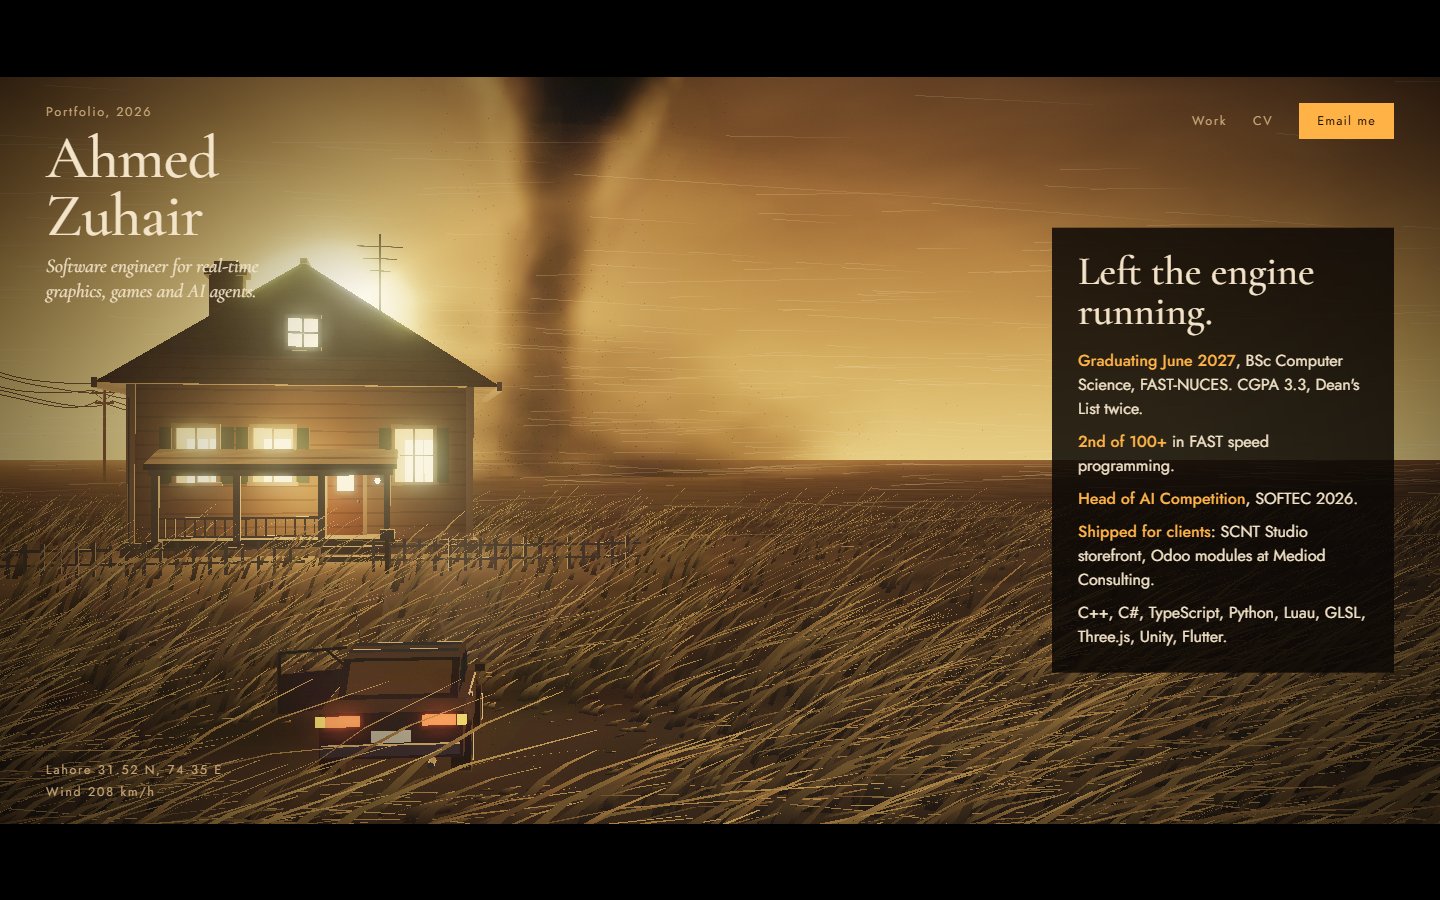 Portfolio, 2026
Ahmed
Zuhair
Software engineer for real-time
graphics, games and AI agents.
Work
CV
Email me
Left the engine
running.
Graduating June 2027, BSc Computer
Science, FAST-NUCES. CGPA 3.3, Dean's
List twice.
2nd of 100+ in FAST speed
programming.
Head of AI Competition, SOFTEC 2026.
Shipped for clients: SCNT Studio
storefront, Odoo modules at Mediod
Consulting.
C++, C#, TypeScript, Python, Luau, GLSL,
Three.js, Unity, Flutter.
Lahore 31.52 N, 74.35 E
Wind 208 km/h